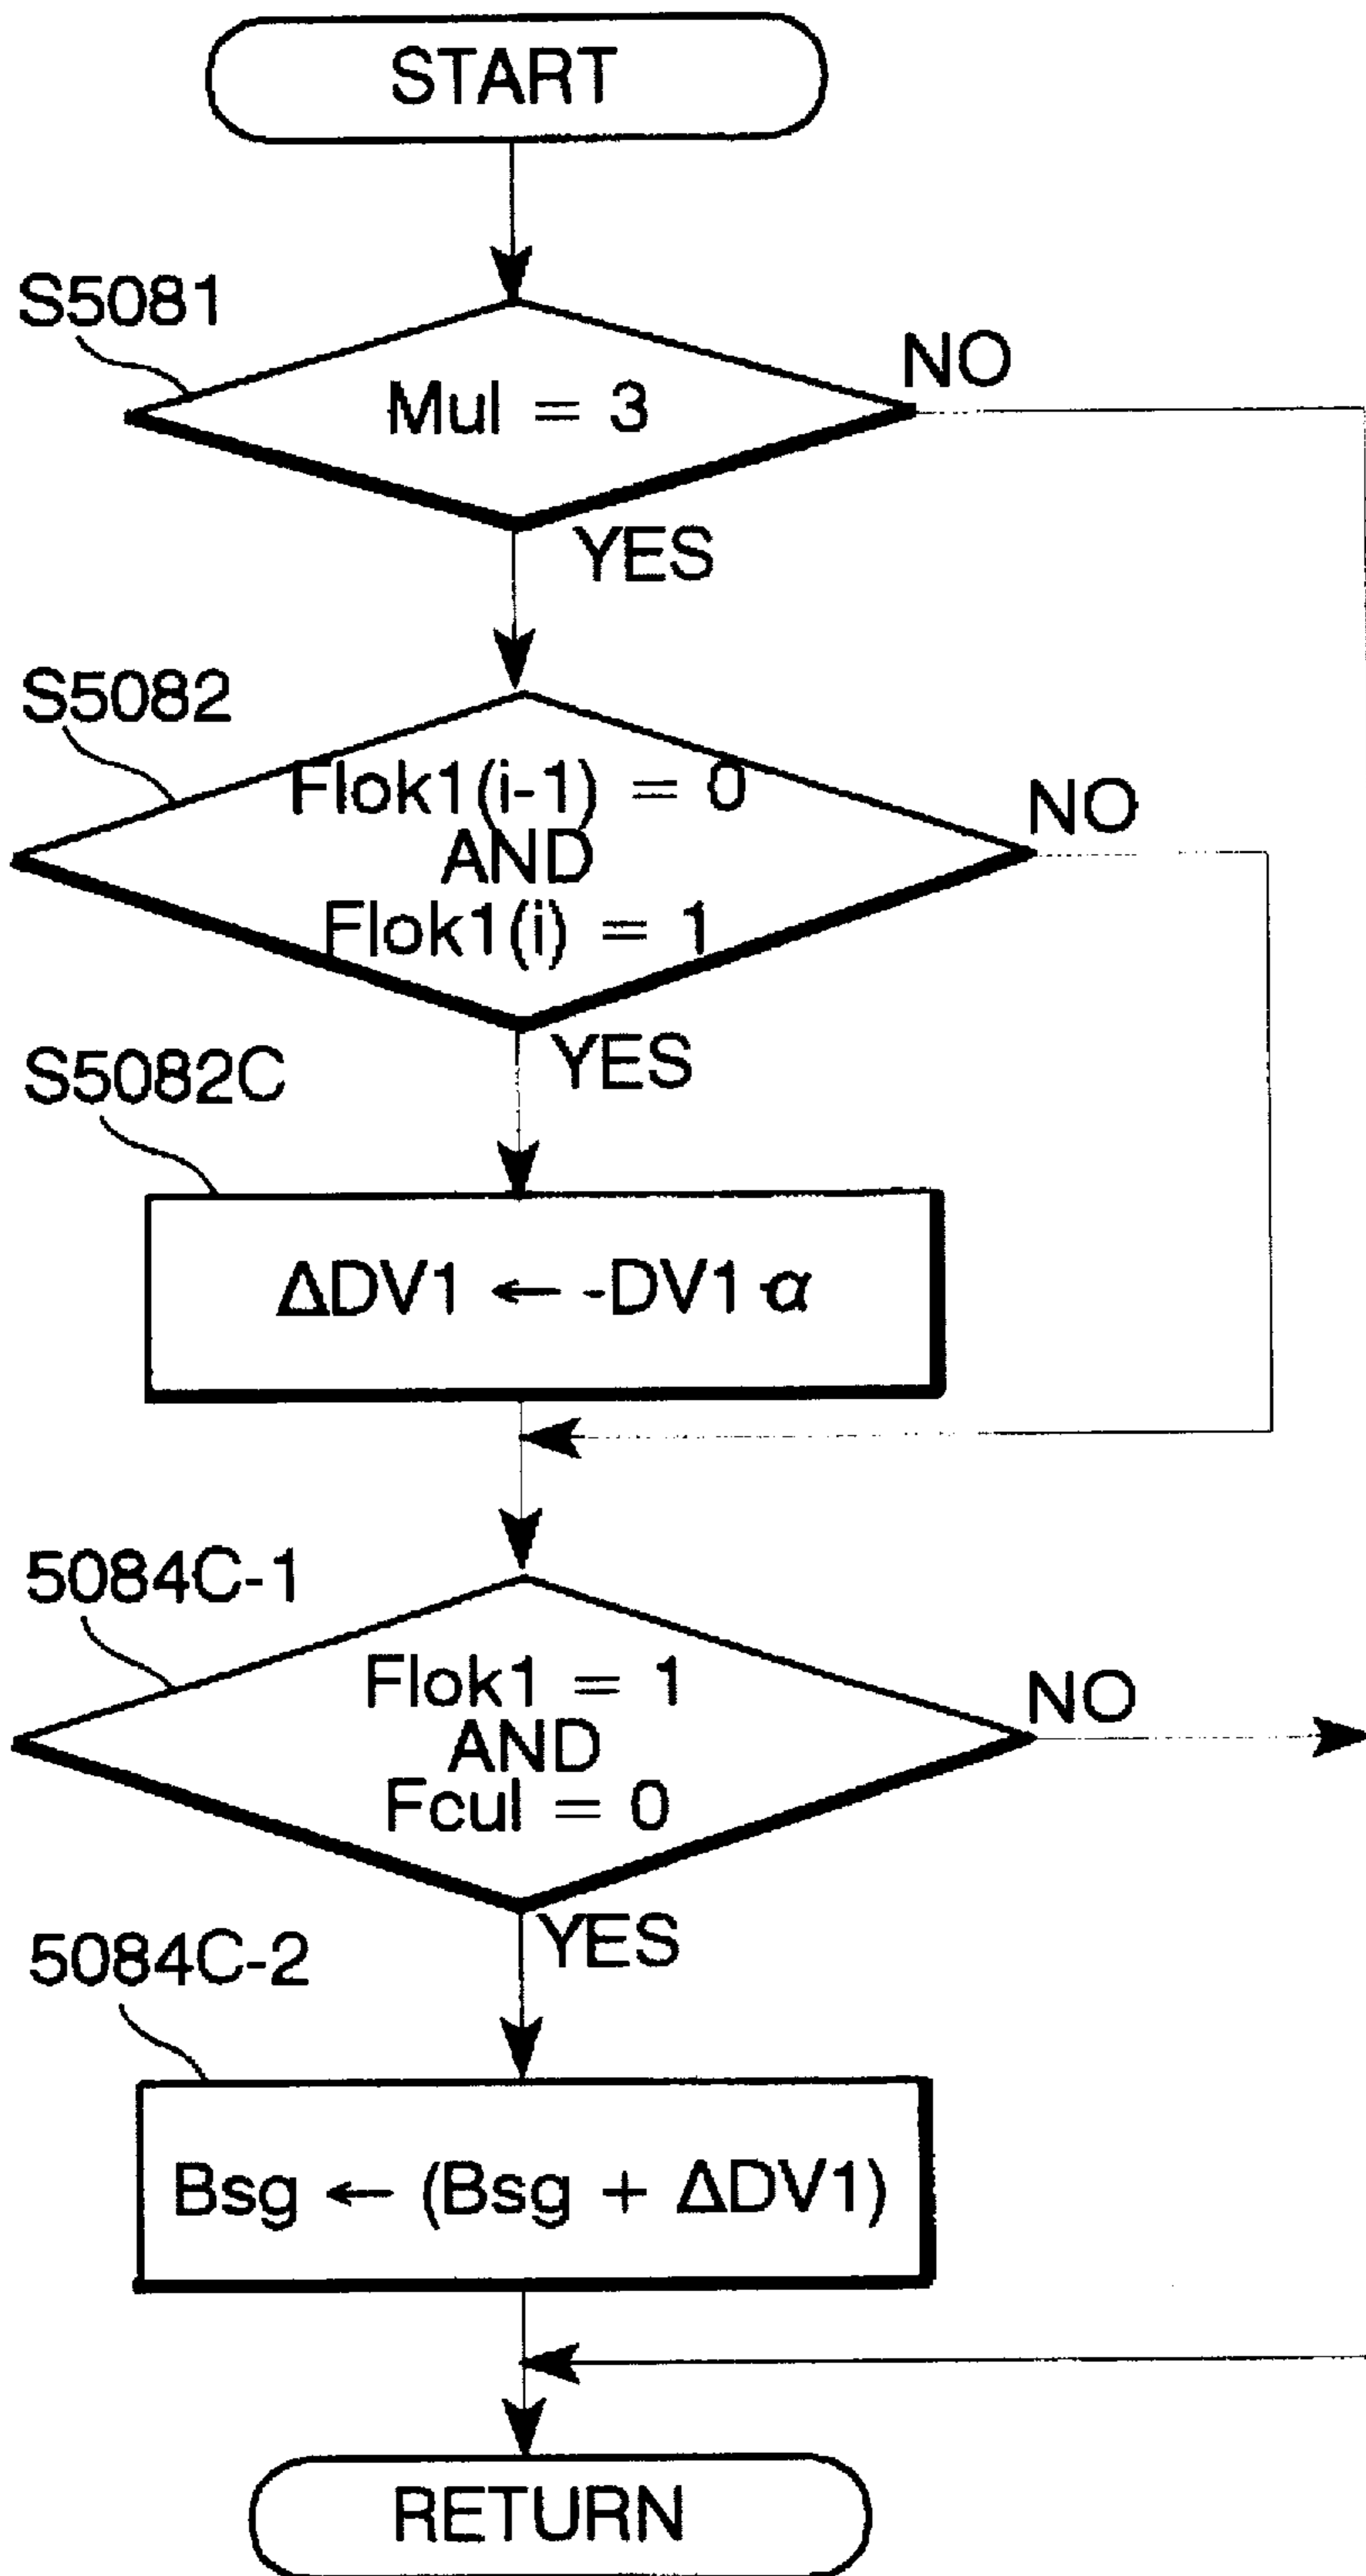 START
S5081
Mul = 3
NO
YES
S5082
Flok1(i-1) = 0
AND
Flok1(i) = 1
NO
YES
S5082C
ΔDV1 ← -DV1·α
5084C-1
Flok1 = 1
AND
Fcul = 0
NO
YES
5084C-2
Bsg ← (Bsg + ΔDV1)
RETURN